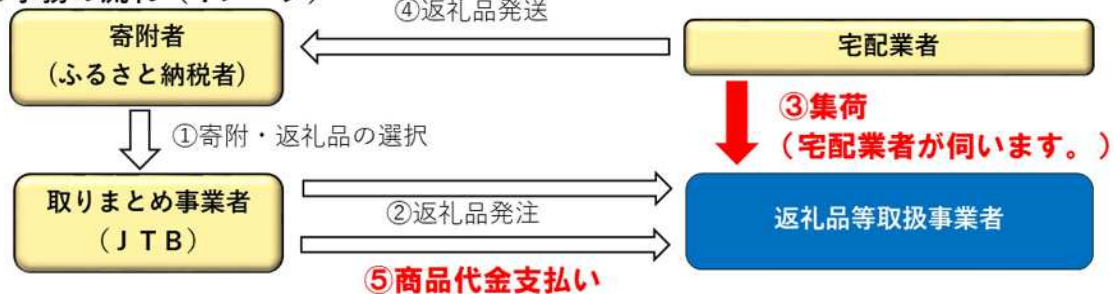 ④返礼品発送
寄附者
(ふるさと納税者)
宅配業者
③集荷
(宅配業者が伺います。)
①寄附・返礼品の選択
取りまとめ事業者
(JTB)
②返礼品発注
返礼品等取扱事業者
⑤商品代金支払い